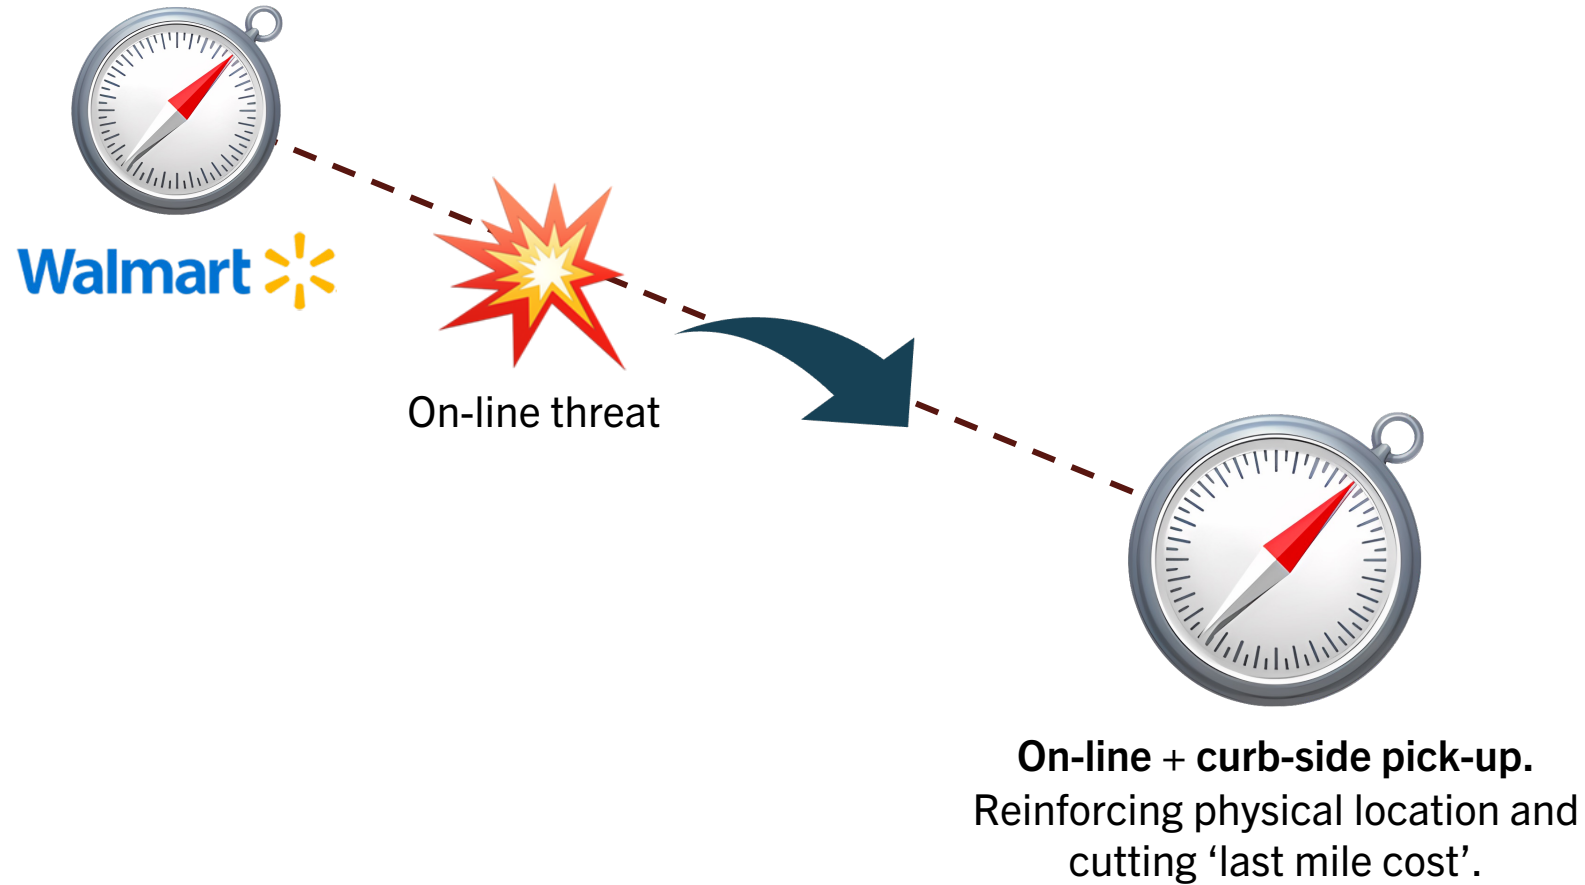 Walmart
On-line threat
On-line + curb-side pick-up.
Reinforcing physical location and
cutting ‘last mile cost’.